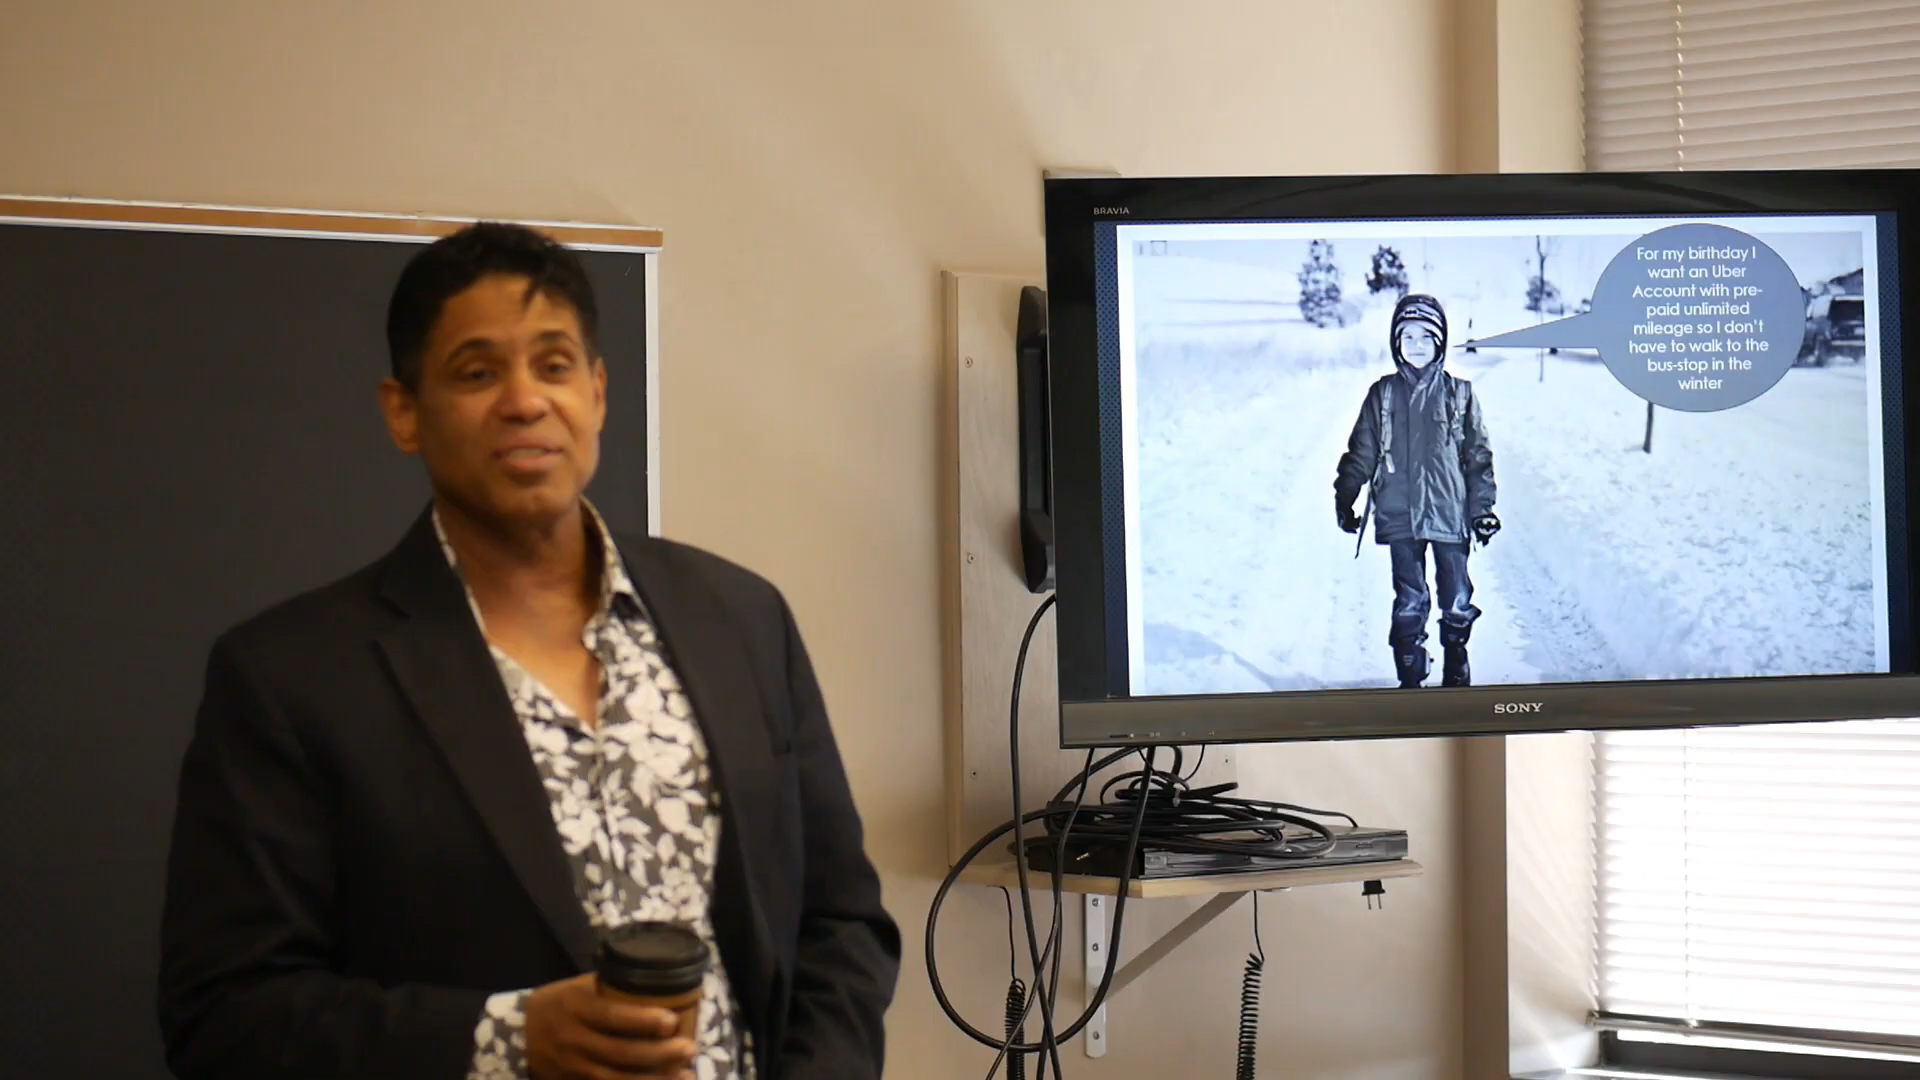 BRAVIA
For my birthday I
want an Uber
Account with pre-
paid unlimited
mileage so I don't
have to walk to the
bus-stop in the
winter
SONY